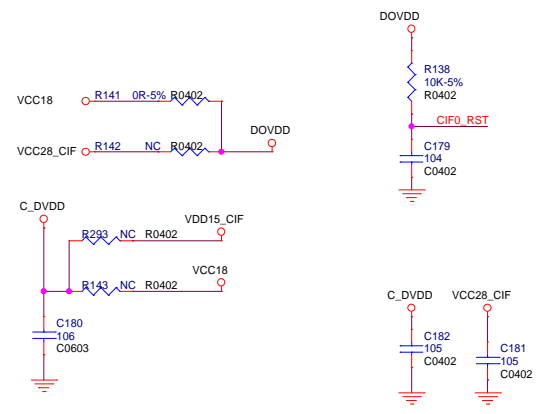 DOVDD
R138
10K-5%
R0402
CIF0_RST
C179
104
C0402
VCC18
R141 0R-5% R0402
DOVDD
VCC28_CIF
R142 NC R0402
C_DVDD
VDD15_CIF
R293 NC R0402
VCC18
R143 NC R0402
C180
106
C0603
C_DVDD
VCC28_CIF
C182
105
C0402
C181
105
C0402